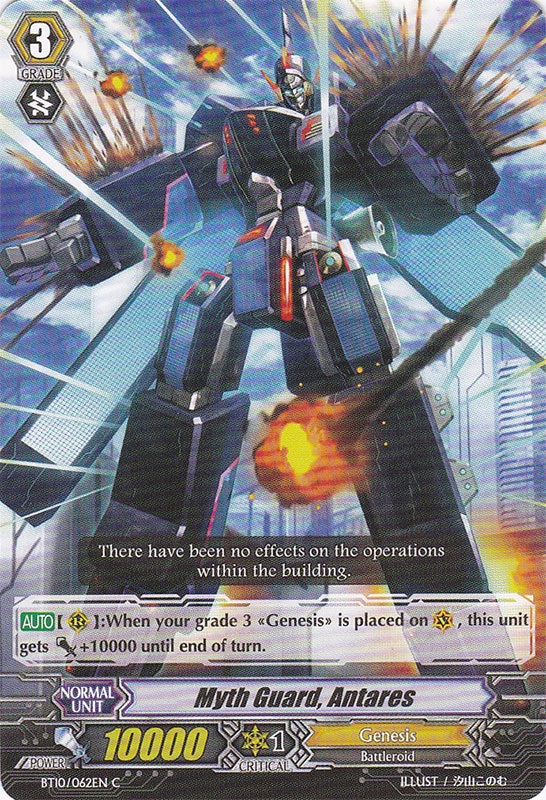 3
GRADE
There have been no effects on the operations
within the building.
AUTO [ R ]:When your grade 3 «Genesis» is placed on V , this unit
gets +10000 until end of turn.
NORMAL
UNIT
Myth Guard, Antares
POWER 10000 1 CRITICAL
Genesis
Battleroid
BT10/062EN C ILLUST / 汐山このむ